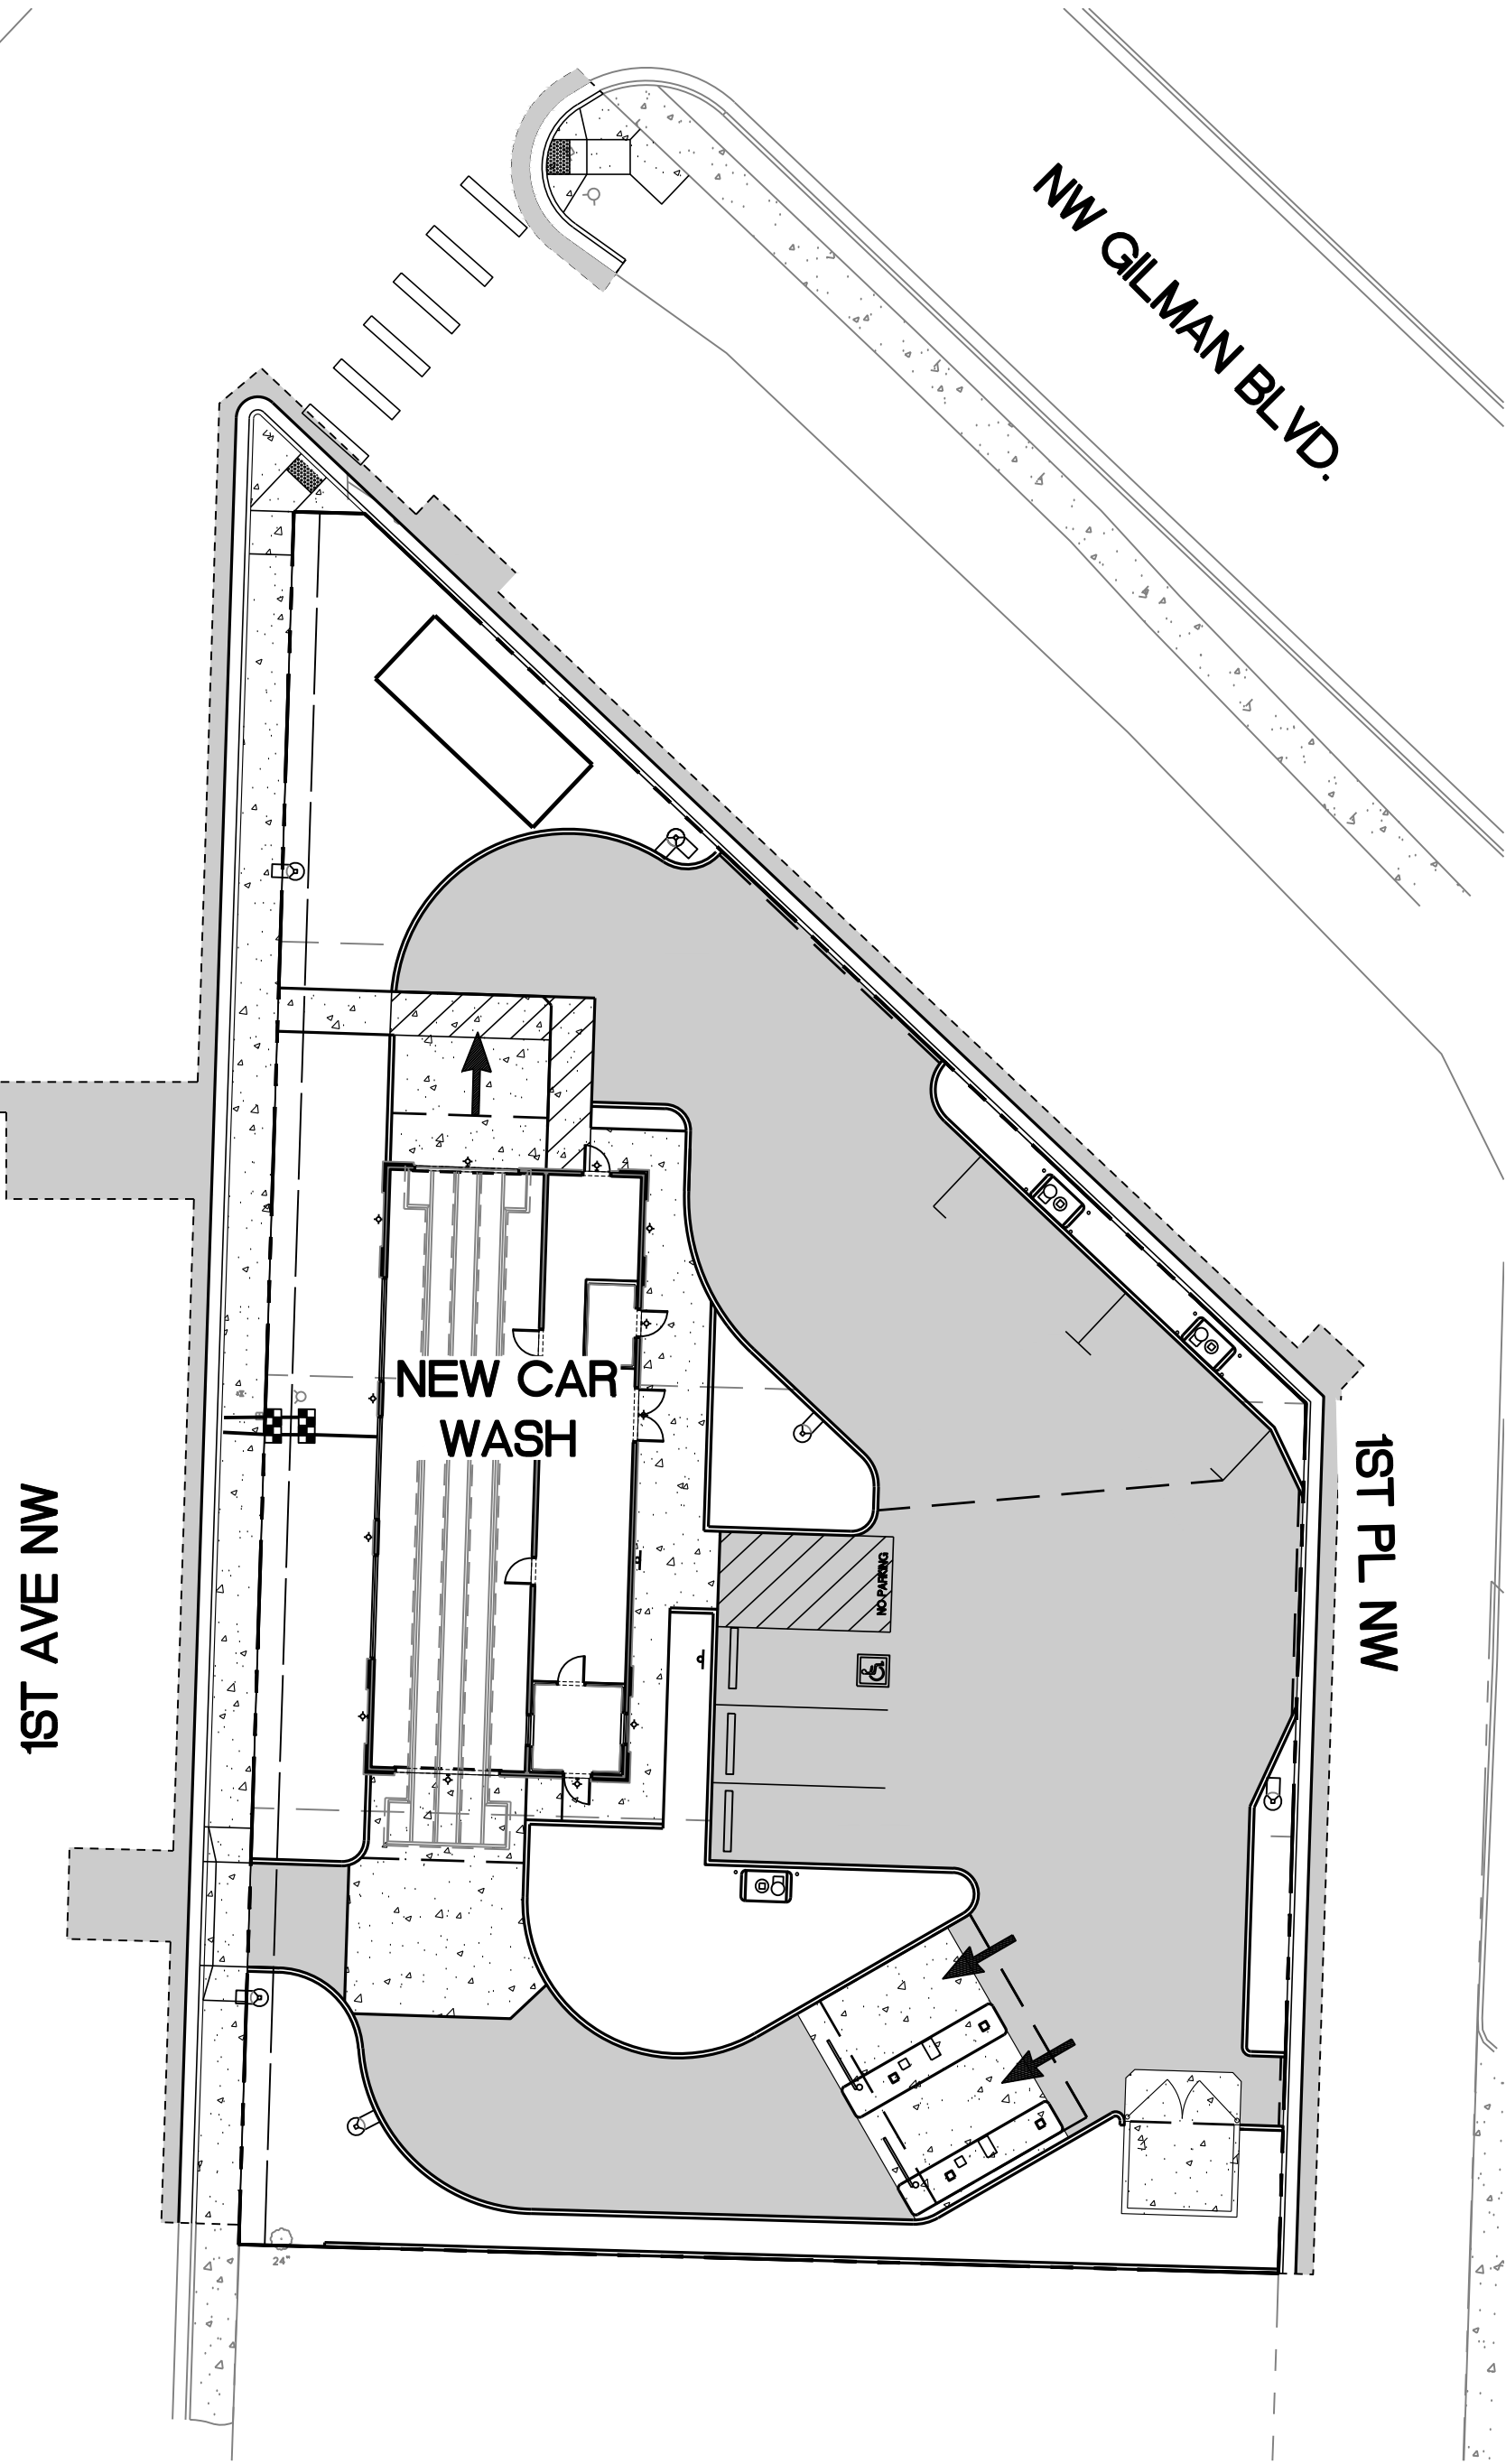 NW GILMAN BLVD.
NEW CAR
WASH
1ST AVE NW
1ST PL NW
NO PARKING
24"